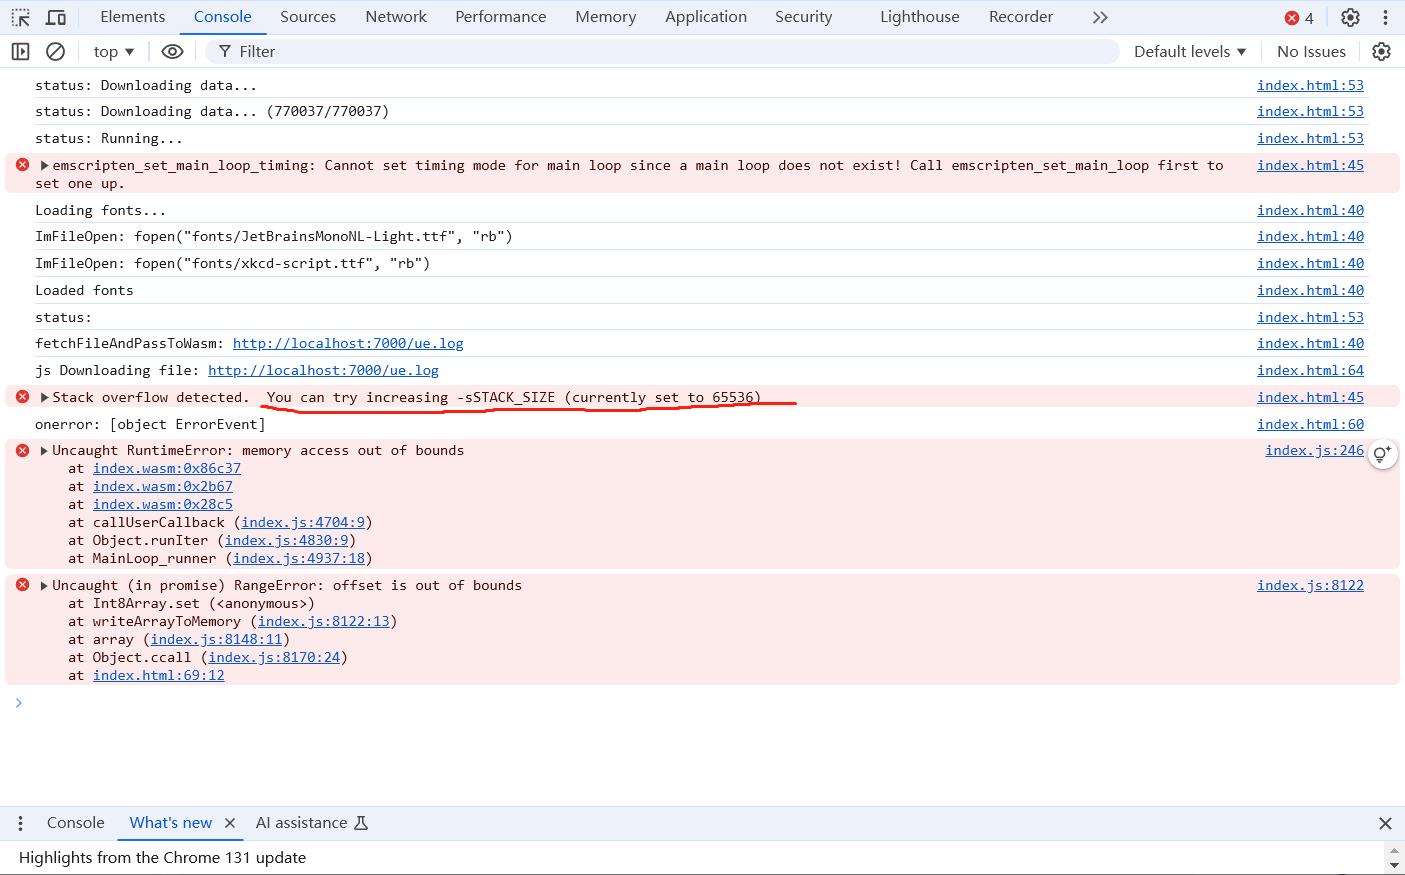 Elements Console Sources Network Performance Memory Application Security Lighthouse Recorder 4
top Filter Default levels No Issues
status: Downloading data... index.html:53
status: Downloading data... (770037/770037) index.html:53
status: Running... index.html:53
emscripten_set_main_loop_timing: Cannot set timing mode for main loop since a main loop does not exist! Call emscripten_set_main_loop first to index.html:45
set one up.
Loading fonts... index.html:40
ImFileOpen: fopen("fonts/JetBrainsMonoNL-Light.ttf", "rb") index.html:40
ImFileOpen: fopen("fonts/xkcd-script.ttf", "rb") index.html:40
Loaded fonts index.html:40
status: index.html:53
fetchFileAndPassToWasm: http://localhost:7000/ue.log index.html:40
js Downloading file: http://localhost:7000/ue.log index.html:64
Stack overflow detected. You can try increasing -sSTACK_SIZE (currently set to 65536) index.html:45
onerror: [object ErrorEvent] index.html:60
Uncaught RuntimeError: memory access out of bounds index.js:246
at index.wasm:0x86c37
at index.wasm:0x2b67
at index.wasm:0x28c5
at callUserCallback (index.js:4704:9)
at Object.runIter (index.js:4830:9)
at MainLoop_runner (index.js:4937:18)
Uncaught (in promise) RangeError: offset is out of bounds index.js:8122
at Int8Array.set (<anonymous>)
at writeArrayToMemory (index.js:8122:13)
at array (index.js:8148:11)
at Object.ccall (index.js:8170:24)
at index.html:69:12
Console What's new AI assistance
Highlights from the Chrome 131 update